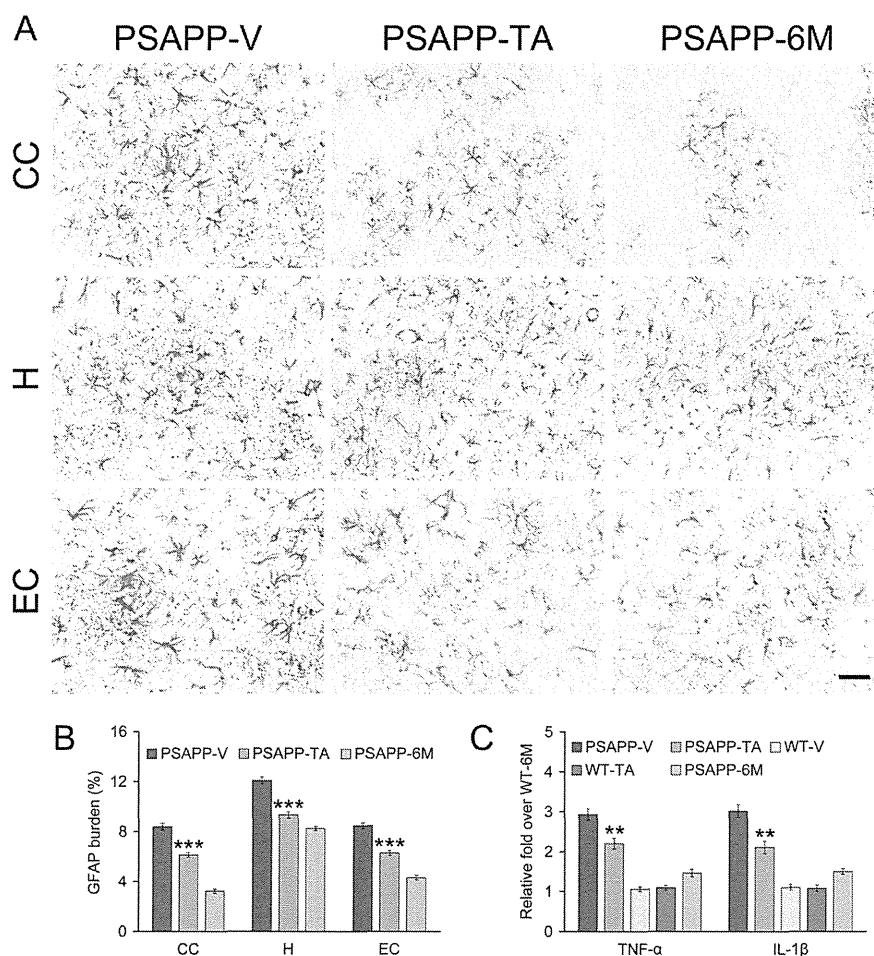 A
PSAPP-V PSAPP-TA PSAPP-6M
CC
H
EC
B
16
12
8
4
0
GFAP burden (%)
PSAPP-V PSAPP-TA PSAPP-6M
***
***
***
CC H EC
C
5
4
3
2
1
0
Relative fold over WT-6M
PSAPP-V PSAPP-TA WT-V
WT-TA PSAPP-6M
**
**
TNF-α IL-1β